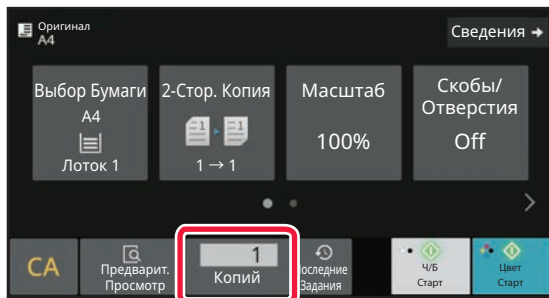 Оригинал
A4
Сведения
Выбор Бумаги
A4
Лоток 1
2-Стор. Копия
1 → 1
Масштаб
100%
Скобы/
Отверстия
Off
CA
Предварит.
Просмотр
1
Копий
Последние
Задания
Ч/Б
Старт
Цвет
Старт